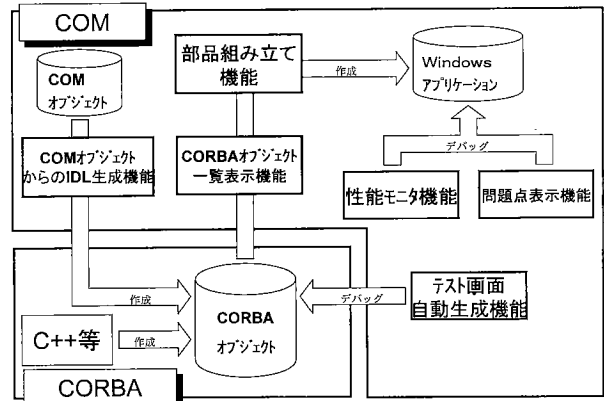 COM
COM
オブジェクト
部品組み立て
機能
作成
Windows
アプリケーション
デバッグ
COMオブジェクト
からのIDL生成機能
CORBAオブジェクト
一覧表示機能
性能モニタ機能
問題点表示機能
作成
CORBA
オブジェクト
デバッグ
テスト画面
自動生成機能
C++等
作成
CORBA